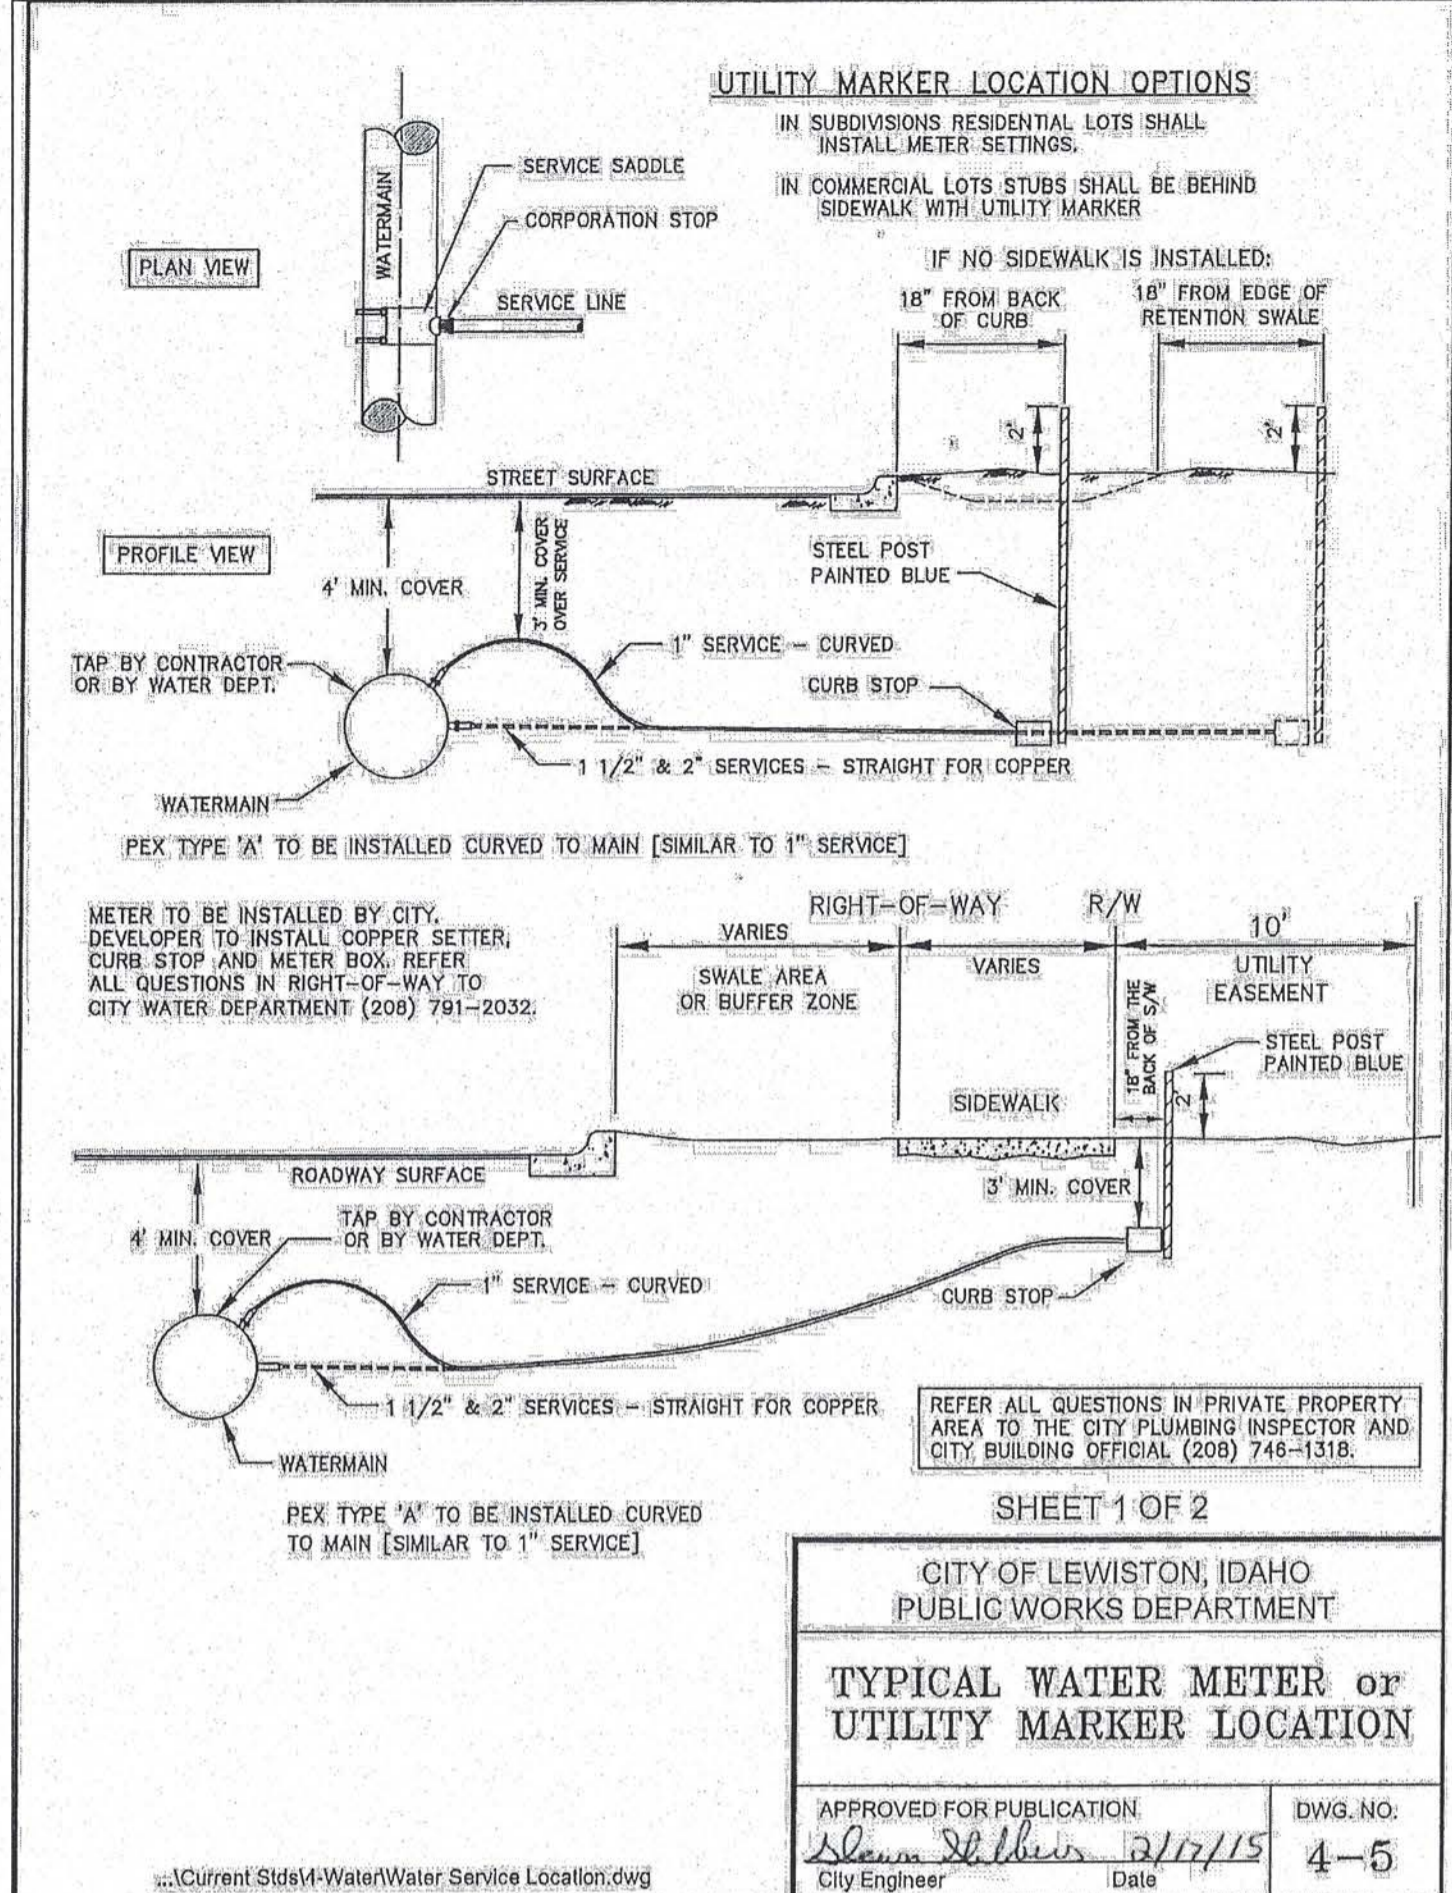 UTILITY MARKER LOCATION OPTIONS
IN SUBDIVISIONS RESIDENTIAL LOTS SHALL
INSTALL METER SETTINGS.
IN COMMERCIAL LOTS STUBS SHALL BE BEHIND
SIDEWALK WITH UTILITY MARKER
PLAN VIEW
WATERMAIN
SERVICE SADDLE
CORPORATION STOP
SERVICE LINE
IF NO SIDEWALK IS INSTALLED:
18" FROM BACK
OF CURB
18" FROM EDGE OF
RETENTION SWALE
2'
2'
STREET SURFACE
PROFILE VIEW
4' MIN. COVER
3' MIN. COVER
OVER SERVICE
STEEL POST
PAINTED BLUE
TAP BY CONTRACTOR
OR BY WATER DEPT.
1" SERVICE - CURVED
CURB STOP
1 1/2" & 2" SERVICES - STRAIGHT FOR COPPER
WATERMAIN
PEX TYPE 'A' TO BE INSTALLED CURVED TO MAIN [SIMILAR TO 1" SERVICE]
METER TO BE INSTALLED BY CITY.
DEVELOPER TO INSTALL COPPER SETTER,
CURB STOP AND METER BOX. REFER
ALL QUESTIONS IN RIGHT-OF-WAY TO
CITY WATER DEPARTMENT (208) 791-2032.
RIGHT-OF-WAY
R/W
VARIES
SWALE AREA
OR BUFFER ZONE
VARIES
10'
UTILITY
EASEMENT
18" FROM THE
BACK OF S/W
STEEL POST
PAINTED BLUE
2'
SIDEWALK
ROADWAY SURFACE
3' MIN. COVER
4' MIN. COVER
TAP BY CONTRACTOR
OR BY WATER DEPT.
1" SERVICE - CURVED
CURB STOP
1 1/2" & 2" SERVICES - STRAIGHT FOR COPPER
WATERMAIN
REFER ALL QUESTIONS IN PRIVATE PROPERTY
AREA TO THE CITY PLUMBING INSPECTOR AND
CITY BUILDING OFFICIAL (208) 746-1318.
PEX TYPE 'A' TO BE INSTALLED CURVED
TO MAIN [SIMILAR TO 1" SERVICE]
SHEET 1 OF 2
CITY OF LEWISTON, IDAHO
PUBLIC WORKS DEPARTMENT
TYPICAL WATER METER or
UTILITY MARKER LOCATION
APPROVED FOR PUBLICATION
2/17/15
City Engineer Date
DWG. NO.
4-5
...\Current Stds\4-Water\Water Service Location.dwg